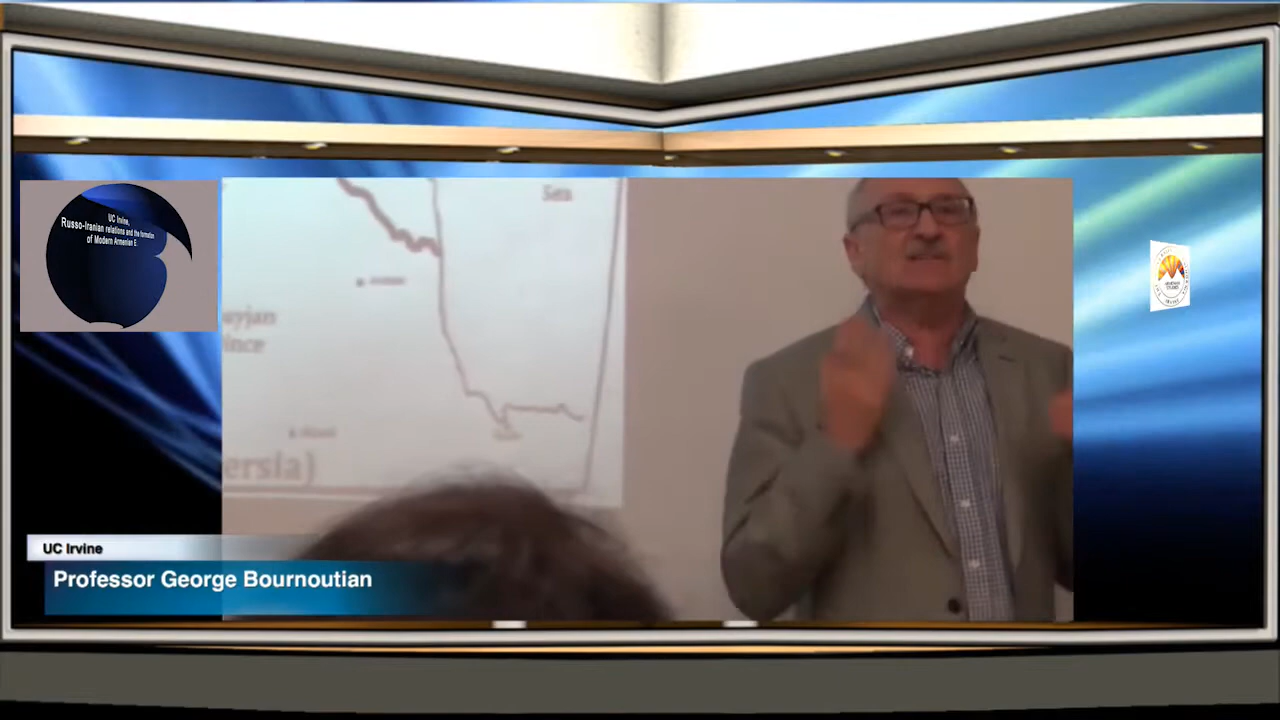 UC Irvine,
Russo-Iranian relations and the formation
of Modern Armenian E
Sea
ayjan
ince
ersia)
UC Irvine
Professor George Bournoutian